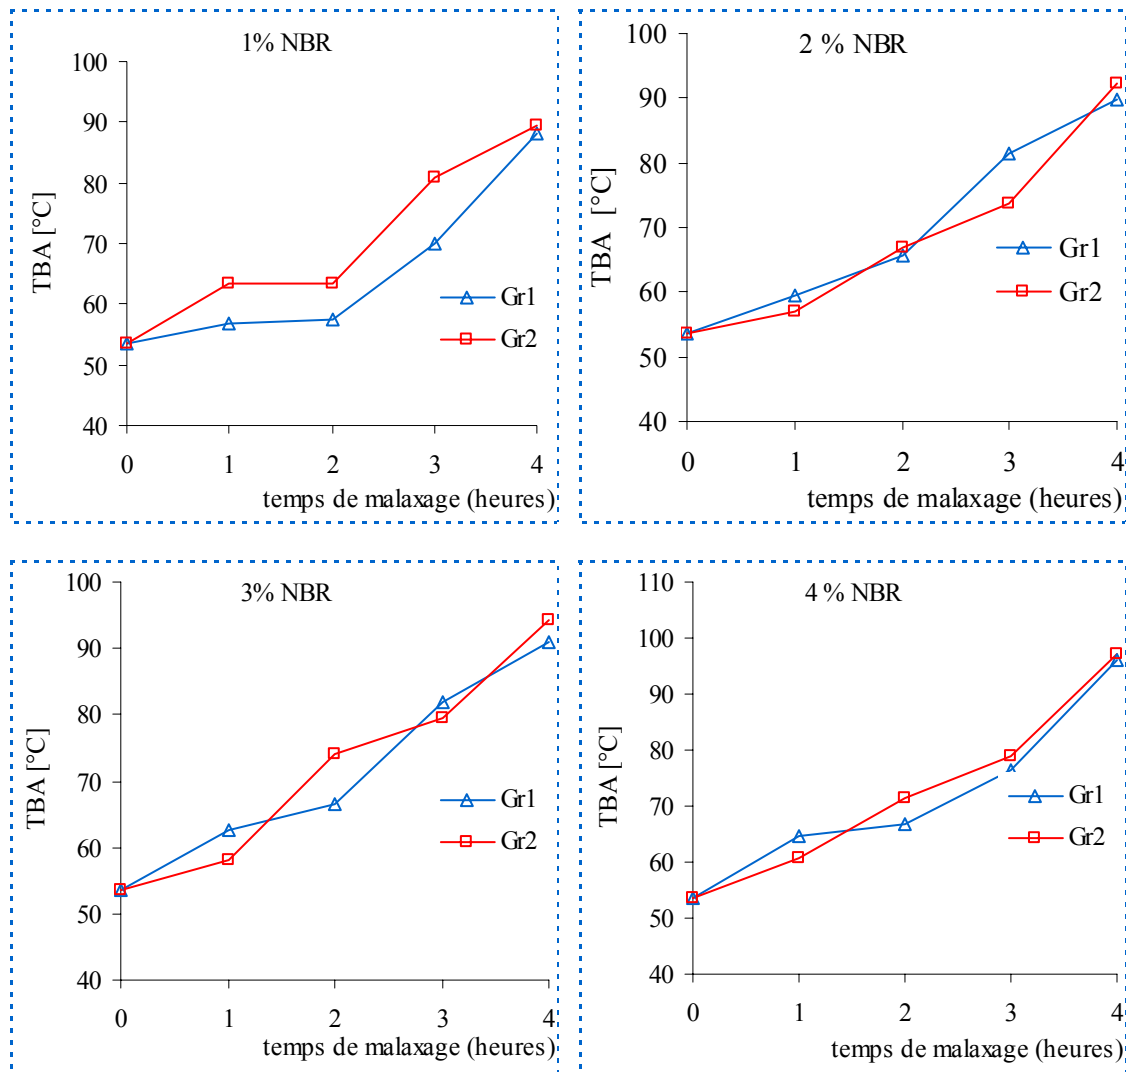 1% NBR
100
90
80
70
60
50
40
TBA [°C]
Gr1
Gr2
0 1 2 3 4
temps de malaxage (heures)
2 % NBR
100
90
80
70
60
50
40
TBA [°C]
Gr1
Gr2
0 1 2 3 4
temps de malaxage (heures)
3% NBR
100
90
80
70
60
50
40
TBA [°C]
Gr1
Gr2
0 1 2 3 4
temps de malaxage (heures)
4 % NBR
110
100
90
80
70
60
50
40
TBA [°C]
Gr1
Gr2
0 1 2 3 4
temps de malaxage (heures)